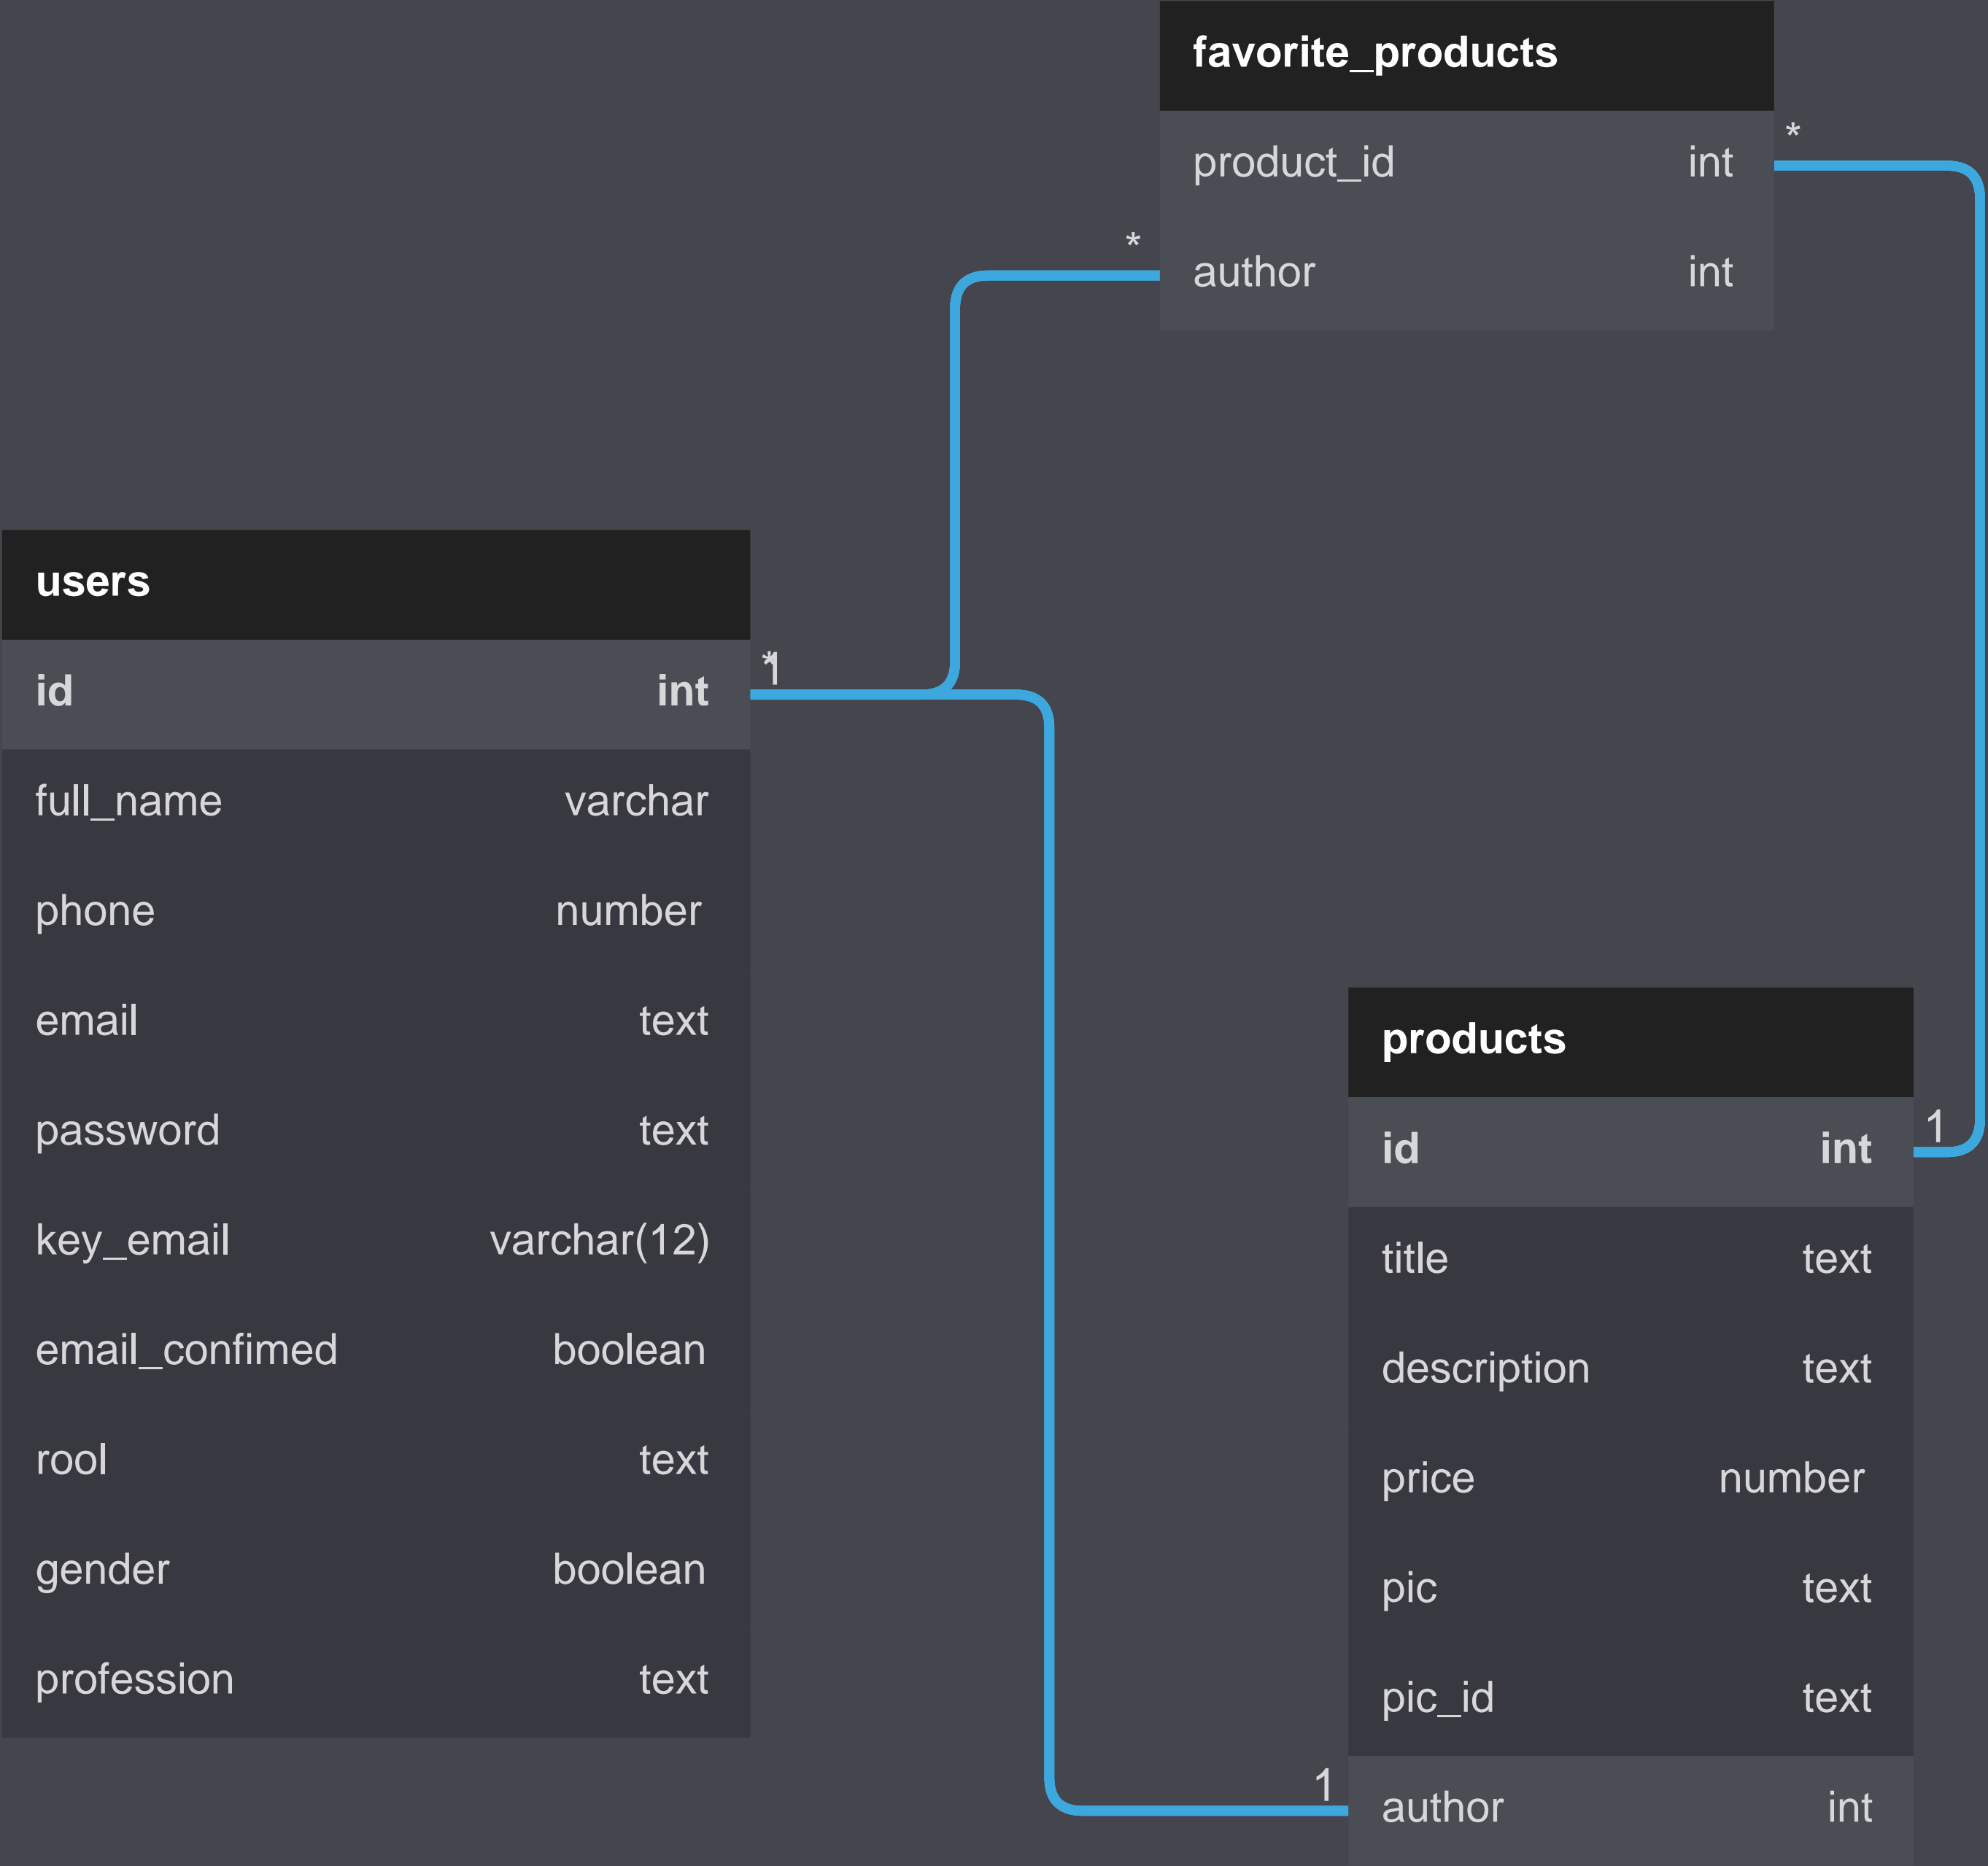 favorite_products
product_id int
author int
*
*
users
id int
* 1
full_name varchar
phone number
email text
password text
key_email varchar(12)
email_confimed boolean
rool text
gender boolean
profession text
products
id int
1
title text
description text
price number
pic text
pic_id text
author int
1